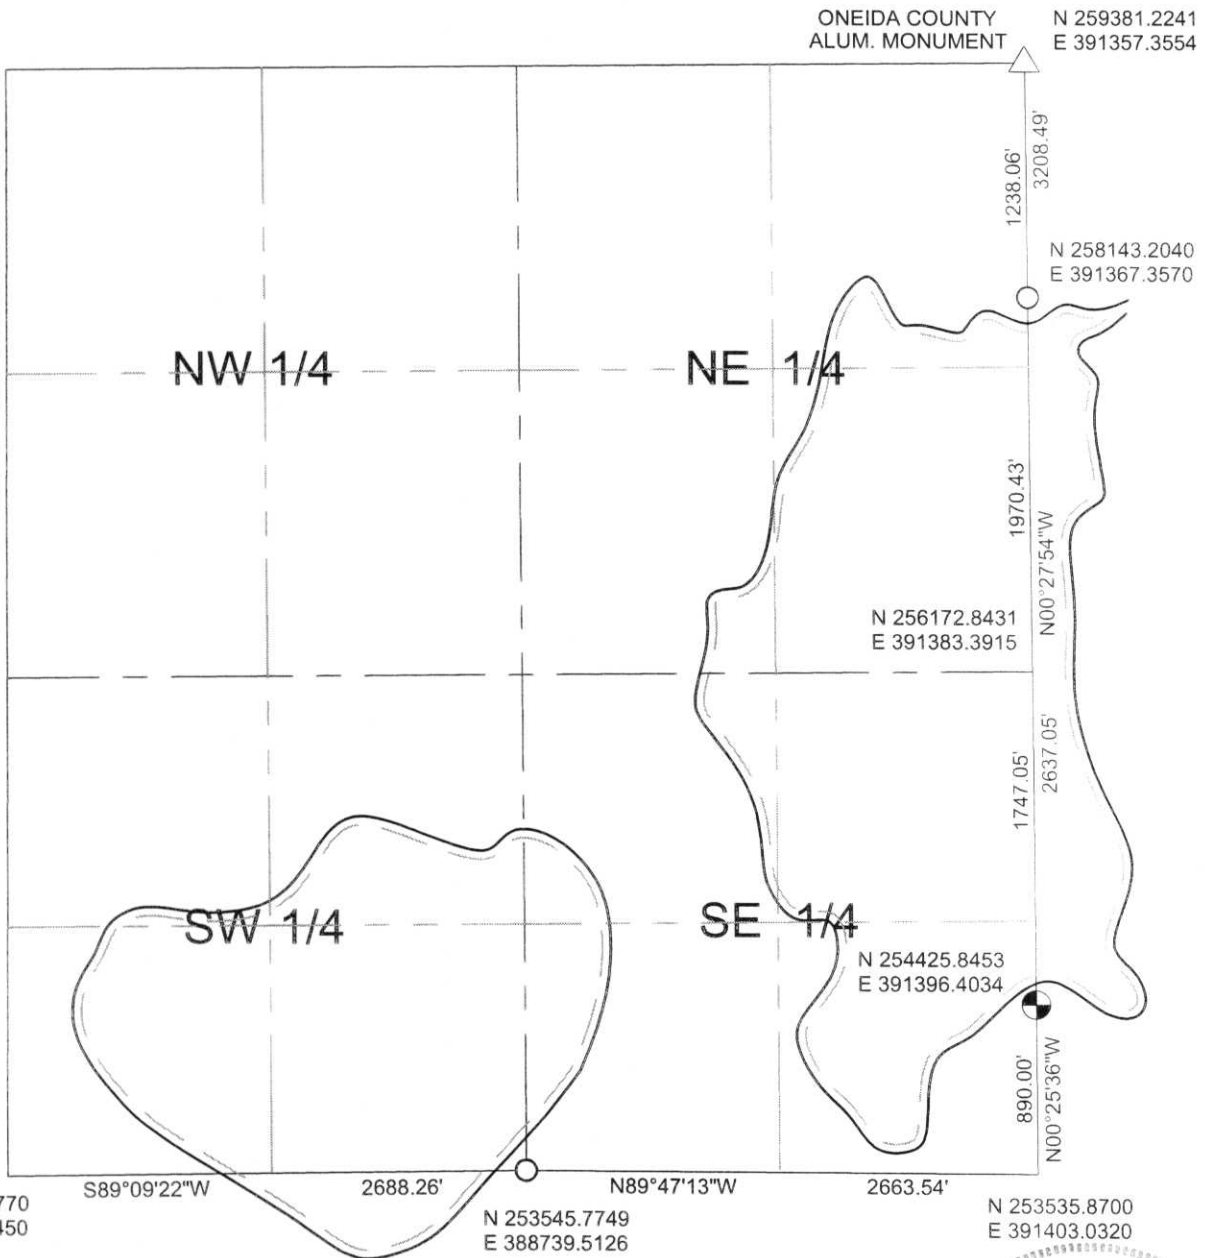 ONEIDA COUNTY
ALUM. MONUMENT
N 259381.2241
E 391357.3554
1238.06'
3208.49'
N 258143.2040
E 391367.3570
NW 1/4
NE 1/4
1970.43'
N00°27'54"W
N 256172.8431
E 391383.3915
1747.05'
2637.05'
SW 1/4
SE 1/4
N 254425.8453
E 391396.4034
890.00'
N00°25'36"W
S89°09'22"W
2688.26'
N89°47'13"W
2663.54'
770
450
N 253545.7749
E 388739.5126
N 253535.8700
E 391403.0320